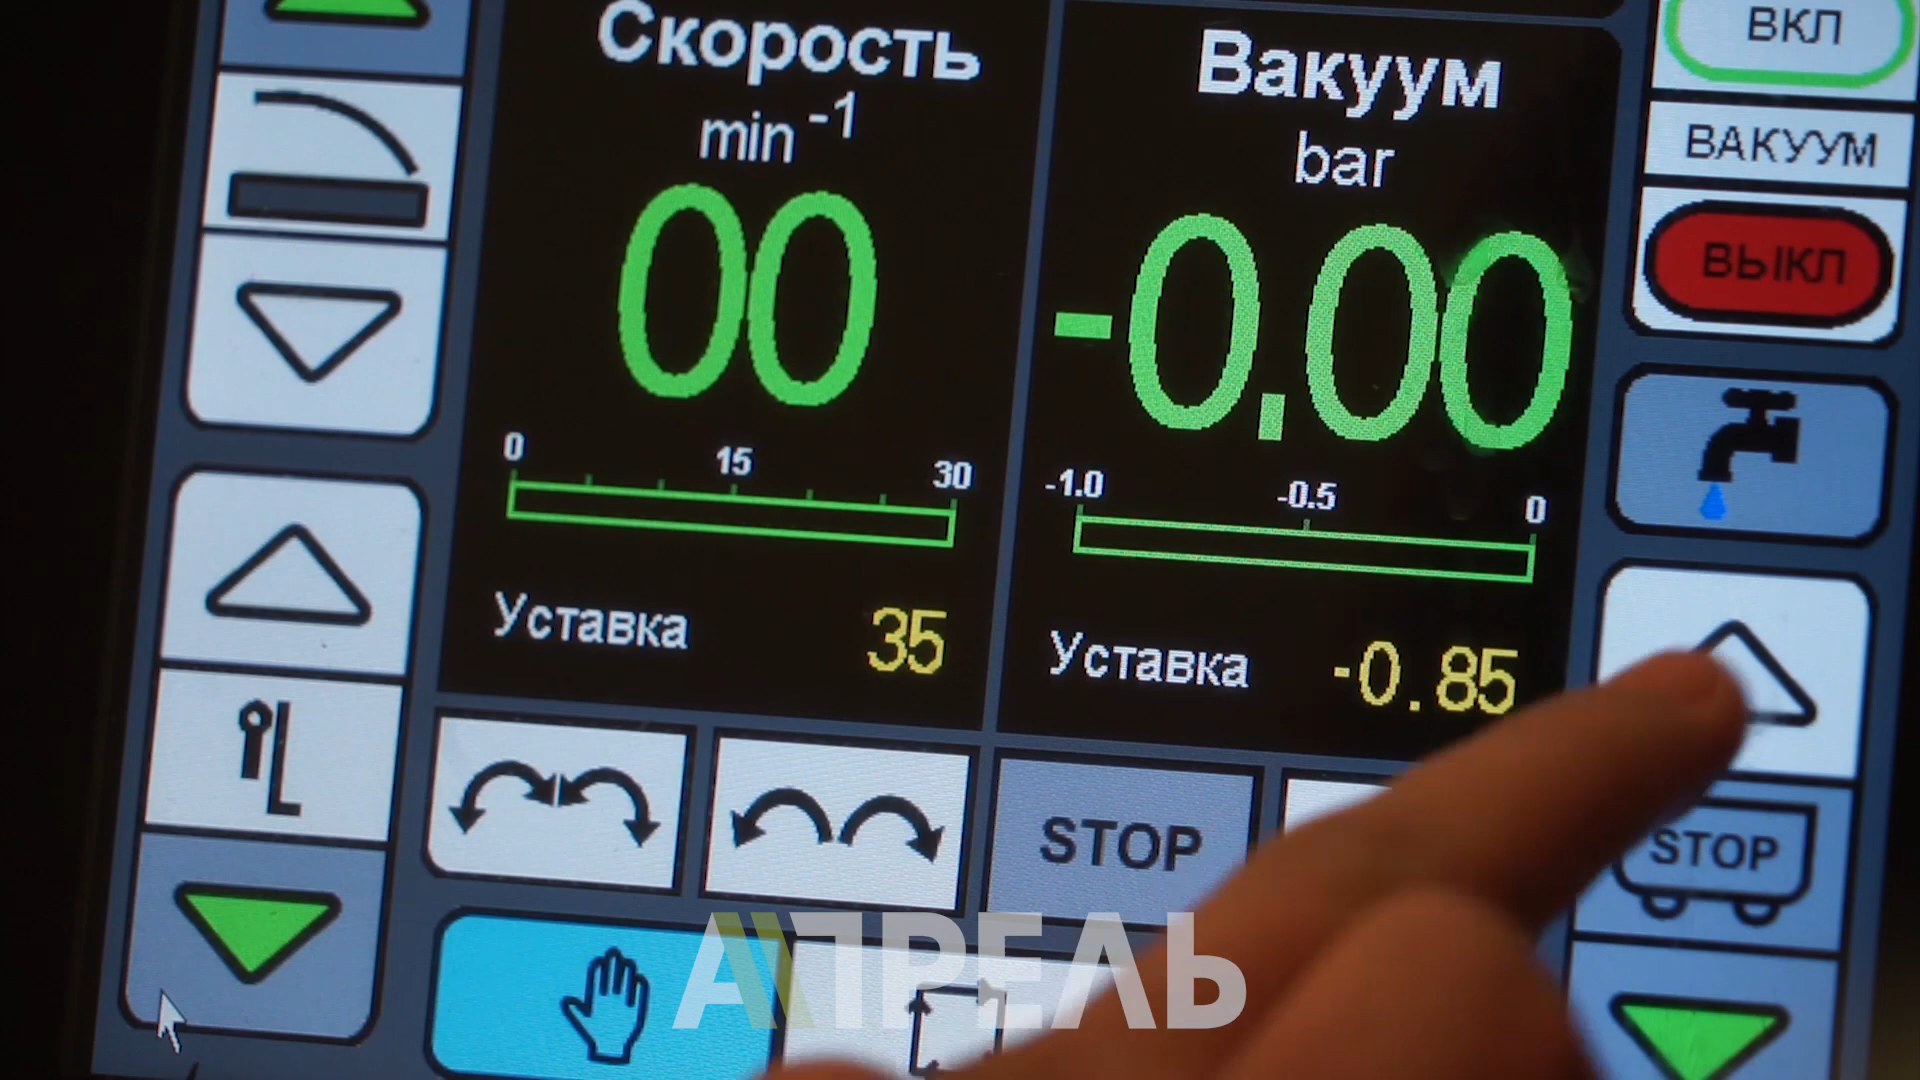 Скорость
min -1
00
0 15 30
Уставка 35
Вакуум
bar
-0.00
-1.0 -0.5 0
Уставка -0.85
ВКЛ
ВАКУУМ
ВЫКЛ
STOP
STOP
АПРЕЛЬ